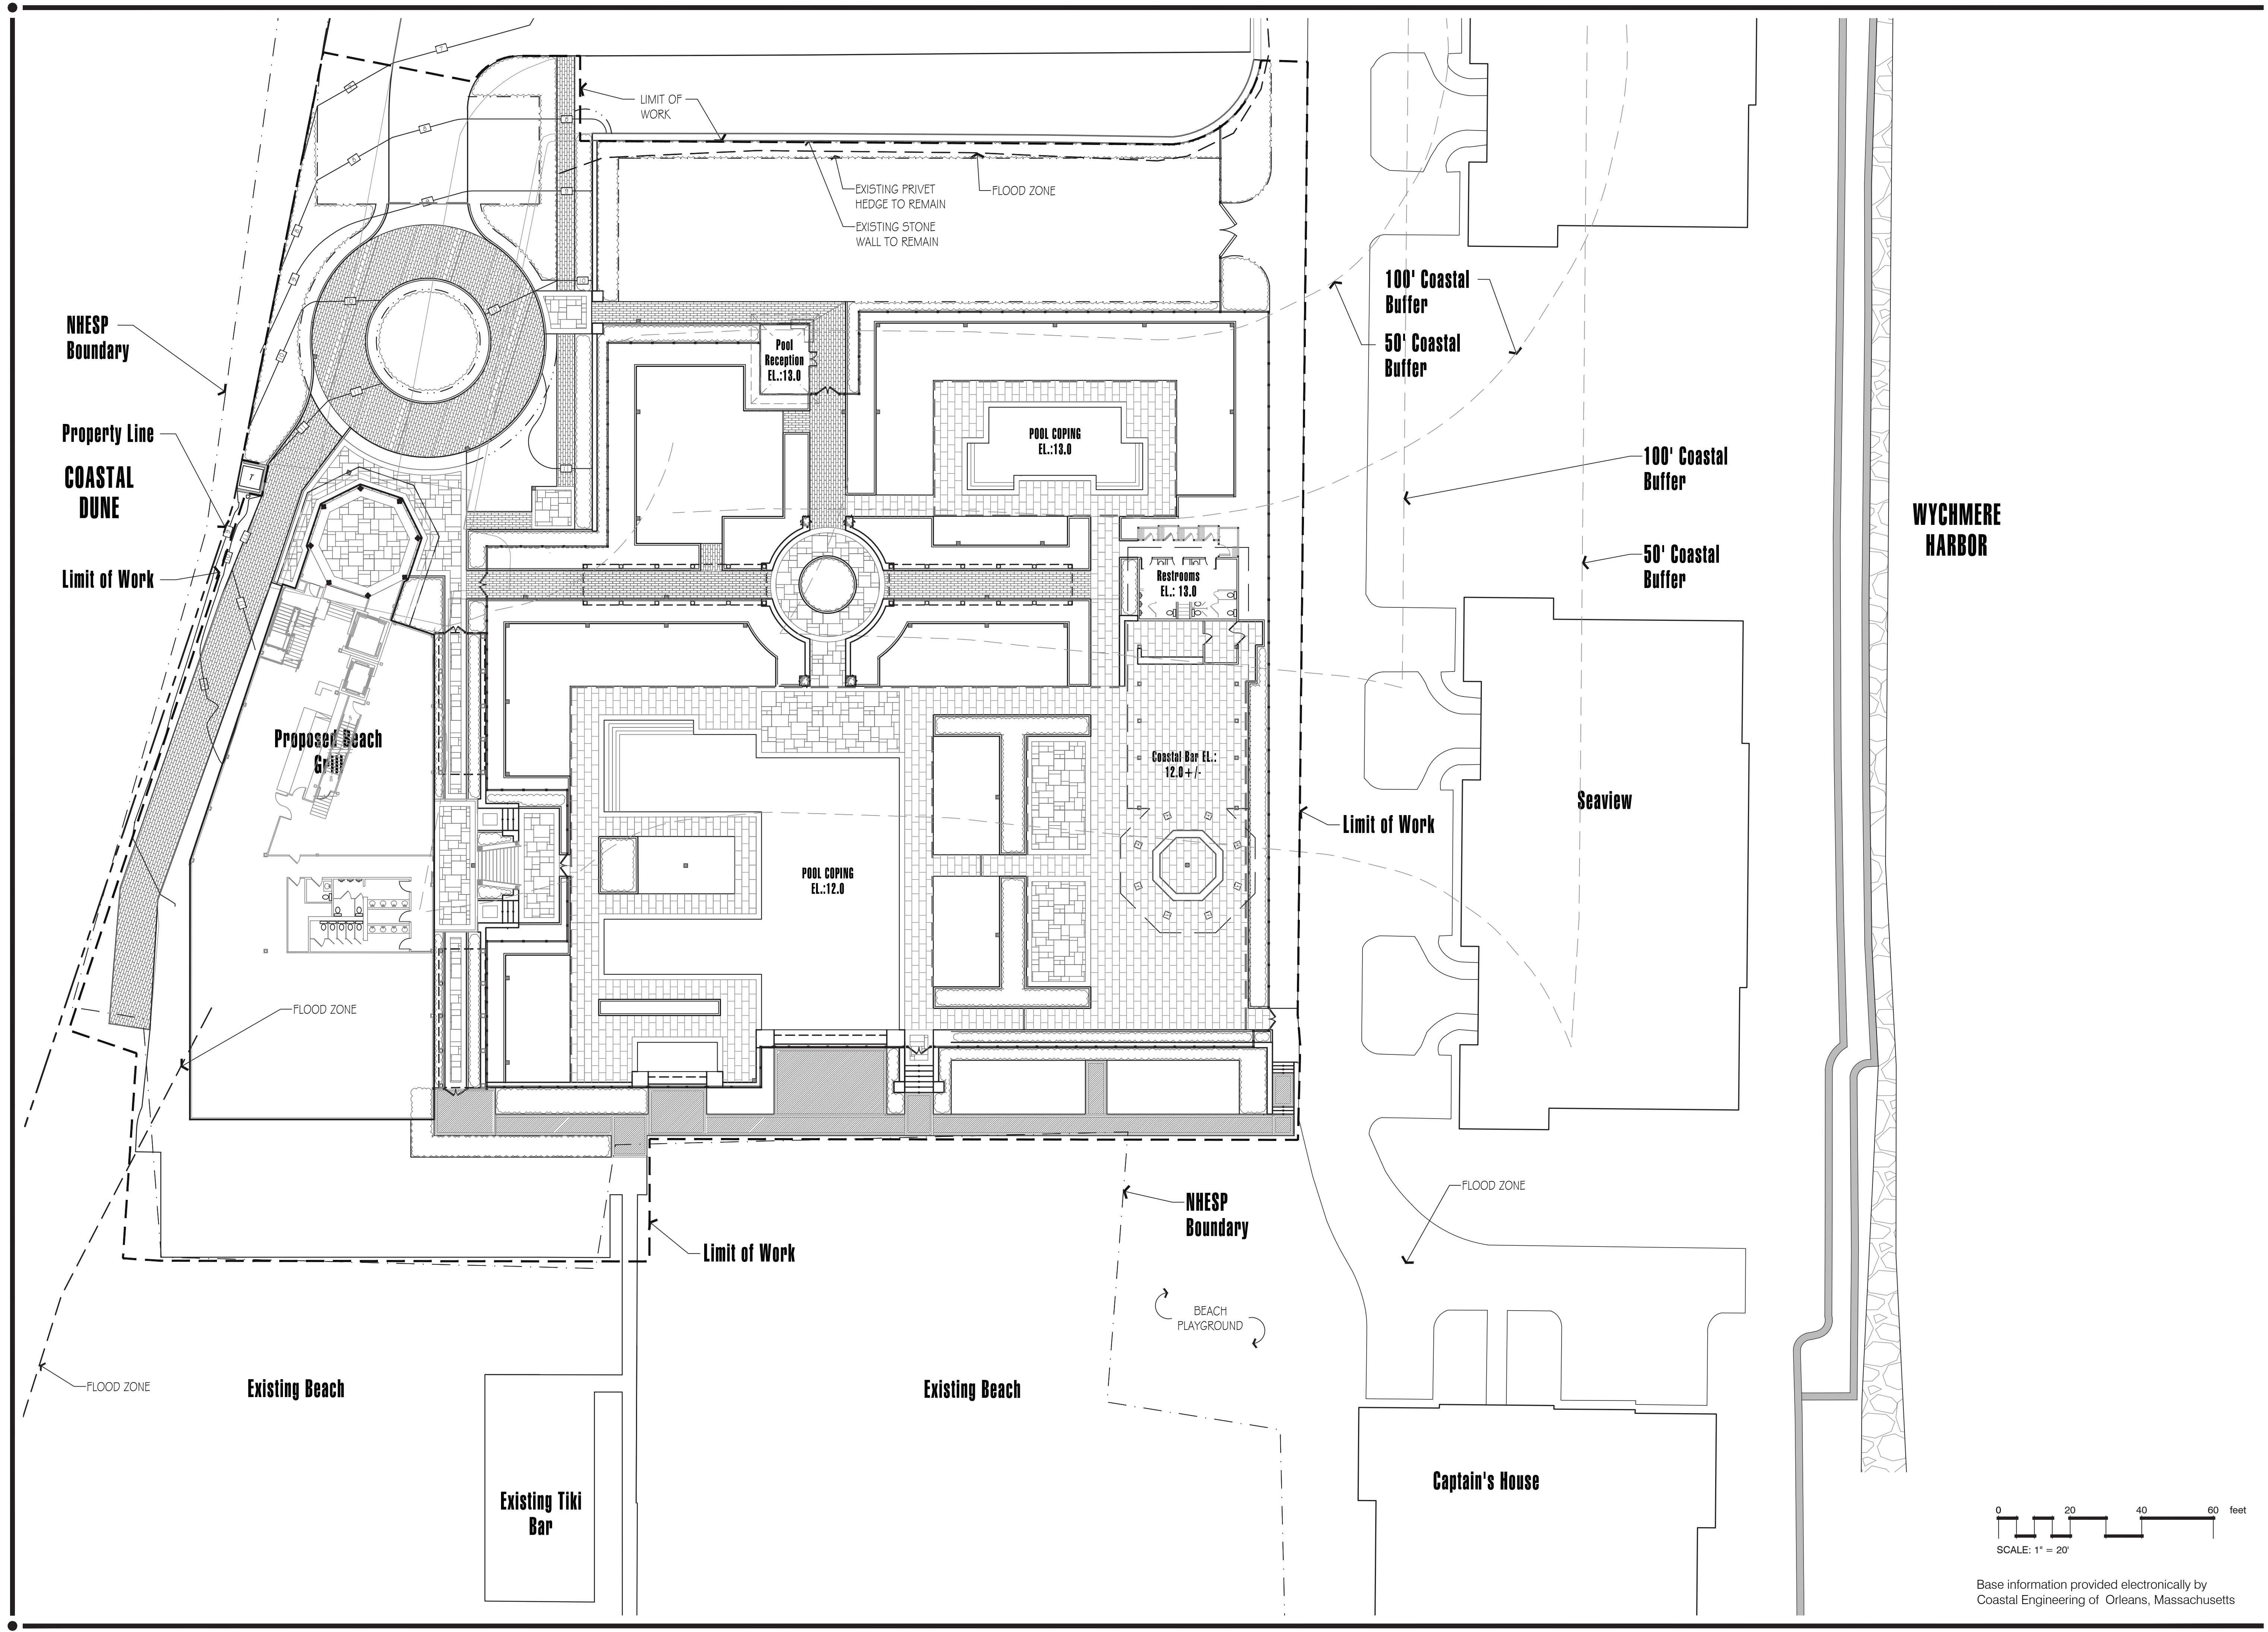 LIMIT OF
WORK
EXISTING PRIVET
HEDGE TO REMAIN
FLOOD ZONE
EXISTING STONE
WALL TO REMAIN
100' Coastal
Buffer
50' Coastal
Buffer
NHESP
Boundary
Pool
Reception
EL.:13.0
Property Line
COASTAL
DUNE
POOL COPING
EL.:13.0
100' Coastal
Buffer
WYCHMERE
HARBOR
50' Coastal
Buffer
Limit of Work
Restrooms
EL.: 13.0
Proposed Beach
Grill
Coastal Bar EL.:
12.0+/-
Seaview
Limit of Work
POOL COPING
EL.:12.0
FLOOD ZONE
NHESP
Boundary
FLOOD ZONE
Limit of Work
BEACH
PLAYGROUND
FLOOD ZONE
Existing Beach
Existing Beach
Captain's House
Existing Tiki
Bar
0 20 40 60 feet
SCALE: 1" = 20'
Base information provided electronically by
Coastal Engineering of Orleans, Massachusetts